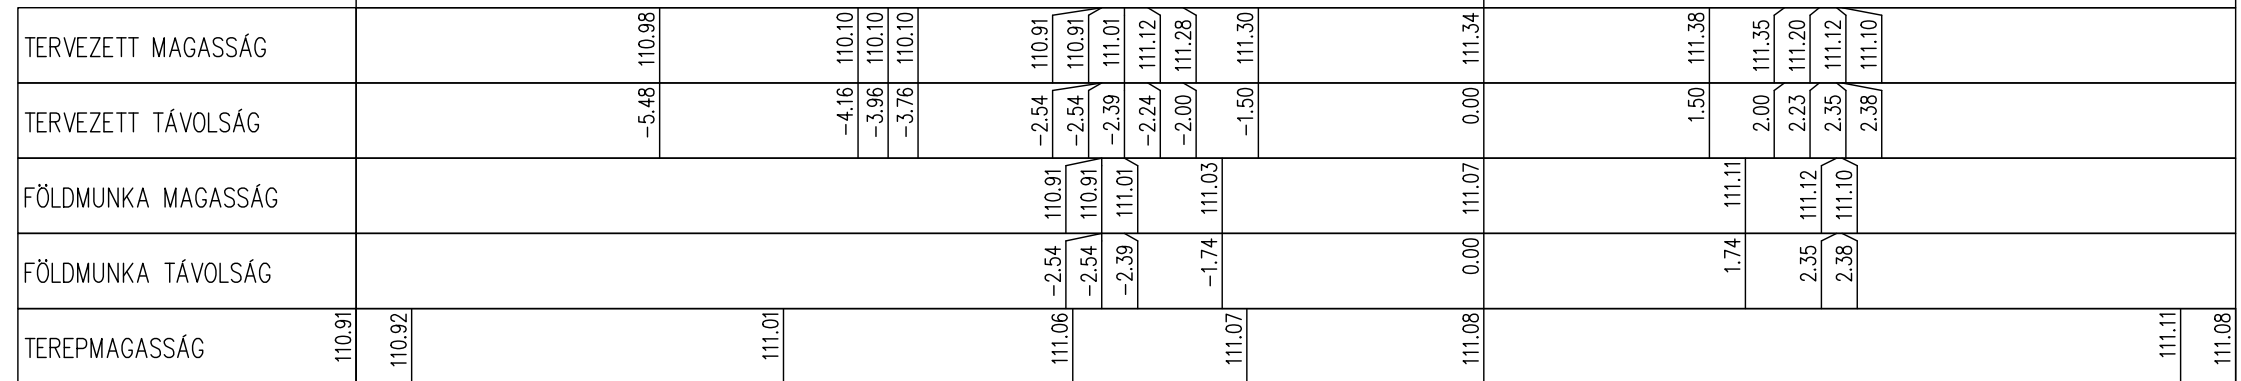 TERVEZETT MAGASSÁG 110.98 110.10 110.10 110.10 110.91 110.91 111.01 111.12 111.28 111.30 111.34 111.38 111.35 111.20 111.12 111.10
TERVEZETT TÁVOLSÁG -5.48 -4.16 -3.96 -3.76 -2.54 -2.54 -2.39 -2.24 -2.00 -1.50 0.00 1.50 2.00 2.23 2.35 2.38
FÖLDMUNKA MAGASSÁG 110.91 110.91 111.01 111.03 111.07 111.11 111.12 111.10
FÖLDMUNKA TÁVOLSÁG -2.54 -2.54 -2.39 -1.74 0.00 1.74 2.35 2.38
TEREPMAGASSÁG 110.91 110.92 111.01 111.06 111.07 111.08 111.11 111.08